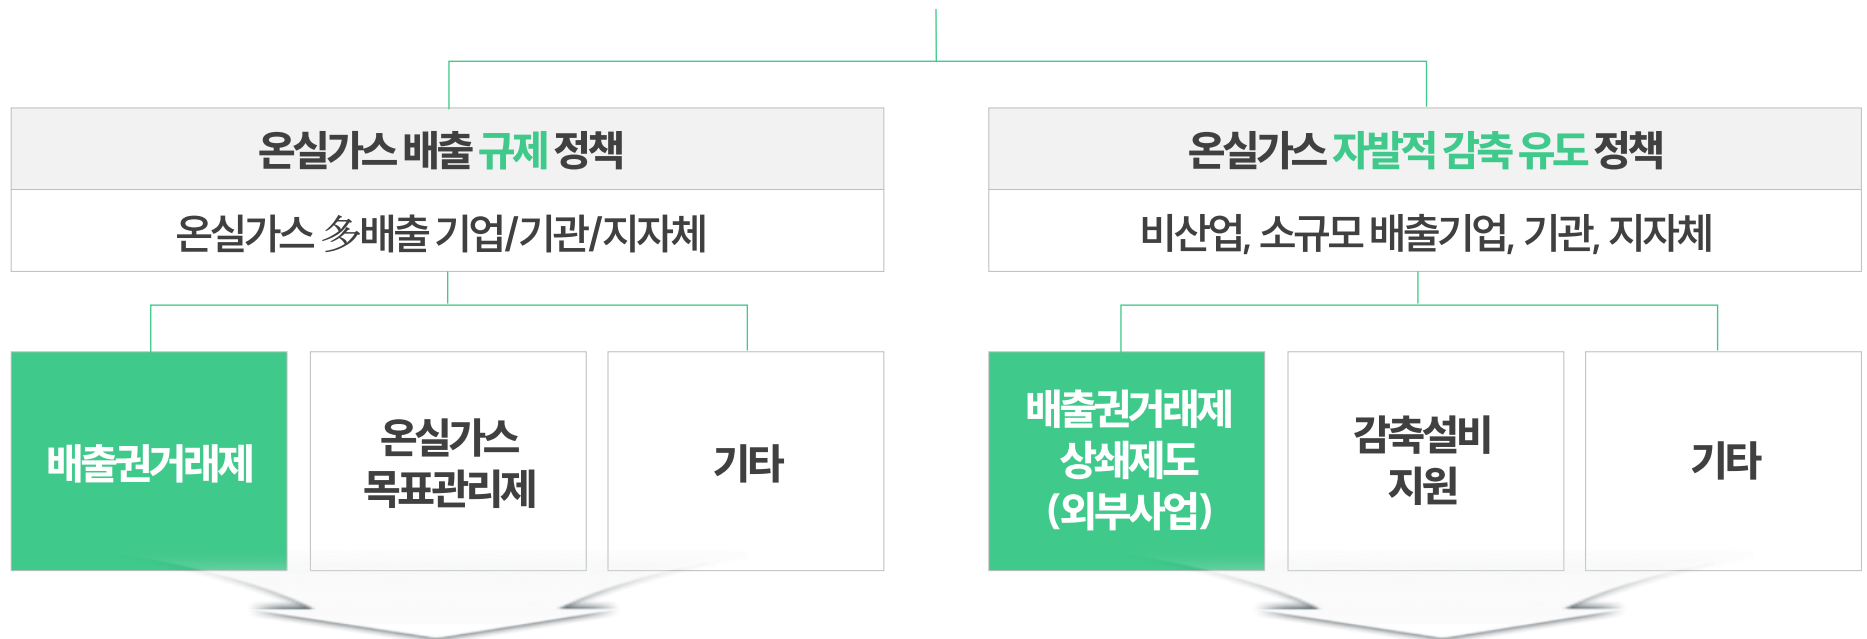 온실가스 배출 규제 정책
온실가스 多배출 기업/기관/지자체
배출권거래제
온실가스
목표관리제
기타
온실가스 자발적 감축 유도 정책
비산업, 소규모 배출기업, 기관, 지자체
배출권거래제
상쇄제도
(외부사업)
감축설비
지원
기타